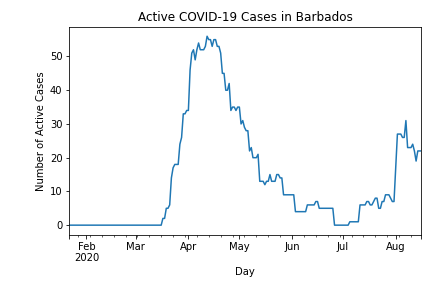 Active COVID-19 Cases in Barbados
Number of Active Cases
50
40
30
20
10
0
Feb Mar Apr May Jun Jul Aug
2020
Day